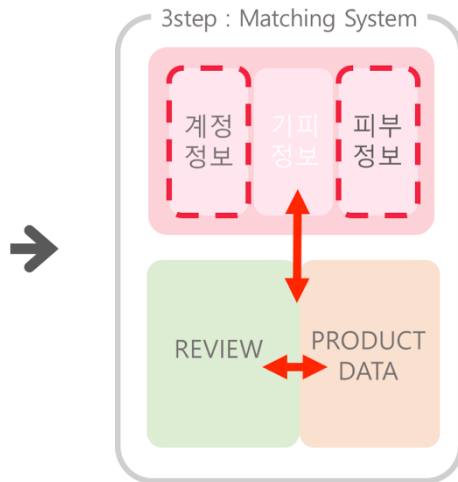 3step : Matching System
계정
정보
기피
정보
피부
정보
REVIEW
PRODUCT
DATA